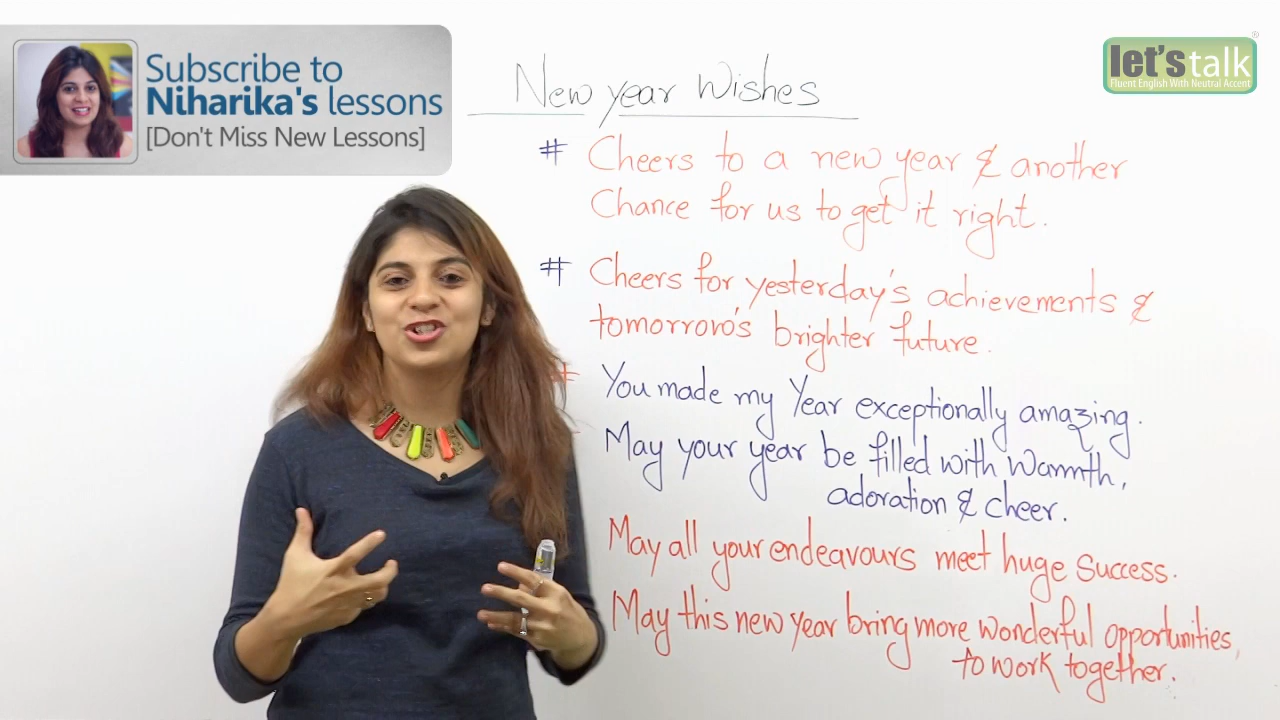 Subscribe to
Niharika's lessons
[Don't Miss New Lessons]
let's talk ®
Fluent English With Neutral Accent
New year Wishes
# Cheers to a new year & another
Chance for us to get it right.
# Cheers for yesterday's achievements &
tomorrow's brighter future.
# You made my Year exceptionally amazing.
May your year be filled with Warmth,
adoration & cheer.
May all your endeavours meet huge success.
May this new year bring more wonderful opportunities,
to work together.